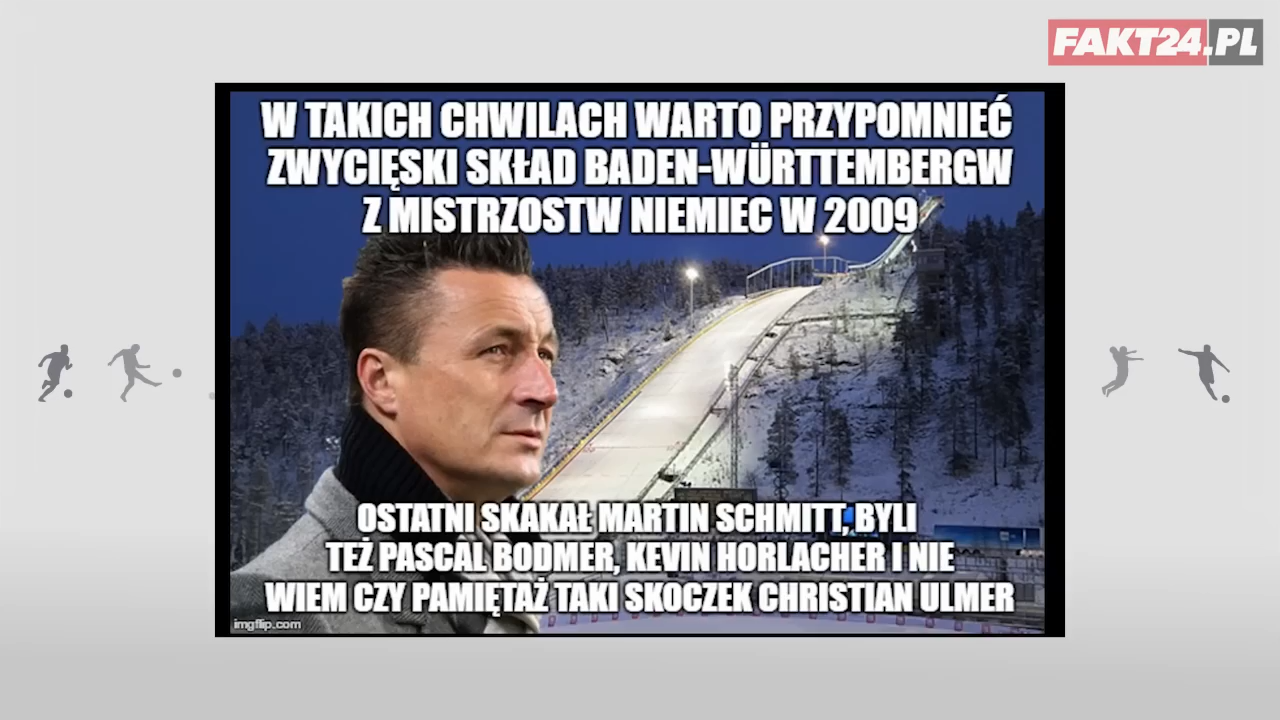 FAKT24.PL
W TAKICH CHWILACH WARTO PRZYPOMNIEĆ
ZWYCIĘSKI SKŁAD BADEN-WÜRTTEMBERGW
Z MISTRZOSTW NIEMIEC W 2009
OSTATNI SKAKAŁ MARTIN SCHMITT, BYLI
TEŻ PASCAL BODMER, KEVIN HORLACHER I NIE
WIEM CZY PAMIĘTAŻ TAKI SKOCZEK CHRISTIAN ULMER
imgflip.com